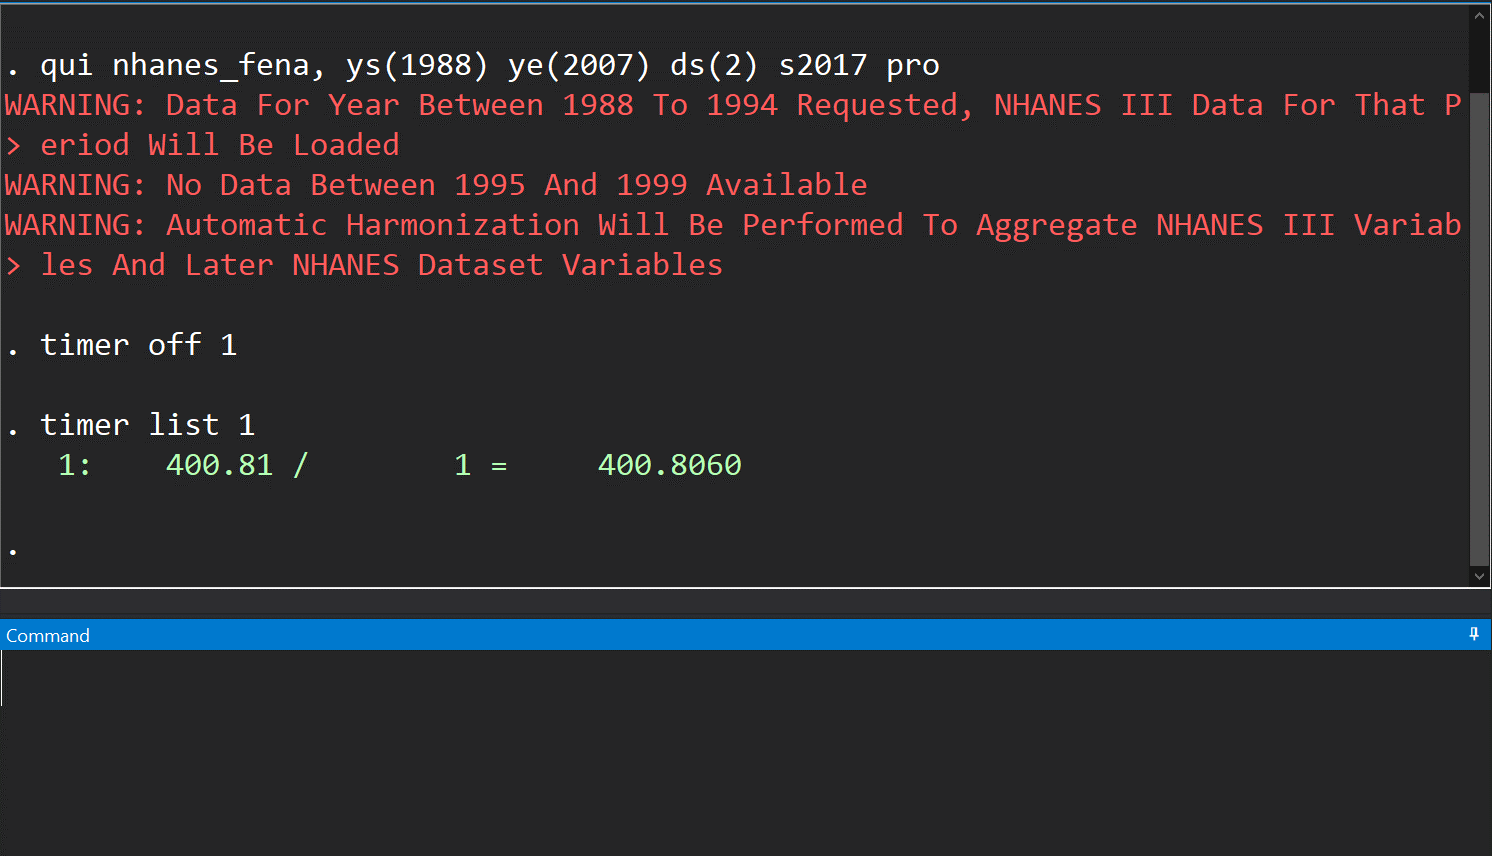 . qui nhanes_fena, ys(1988) ye(2007) ds(2) s2017 pro
WARNING: Data For Year Between 1988 To 1994 Requested, NHANES III Data For That P
> eriod Will Be Loaded
WARNING: No Data Between 1995 And 1999 Available
WARNING: Automatic Harmonization Will Be Performed To Aggregate NHANES III Variab
> les And Later NHANES Dataset Variables
. timer off 1
. timer list 1
1: 400.81 / 1 = 400.8060
.
Command